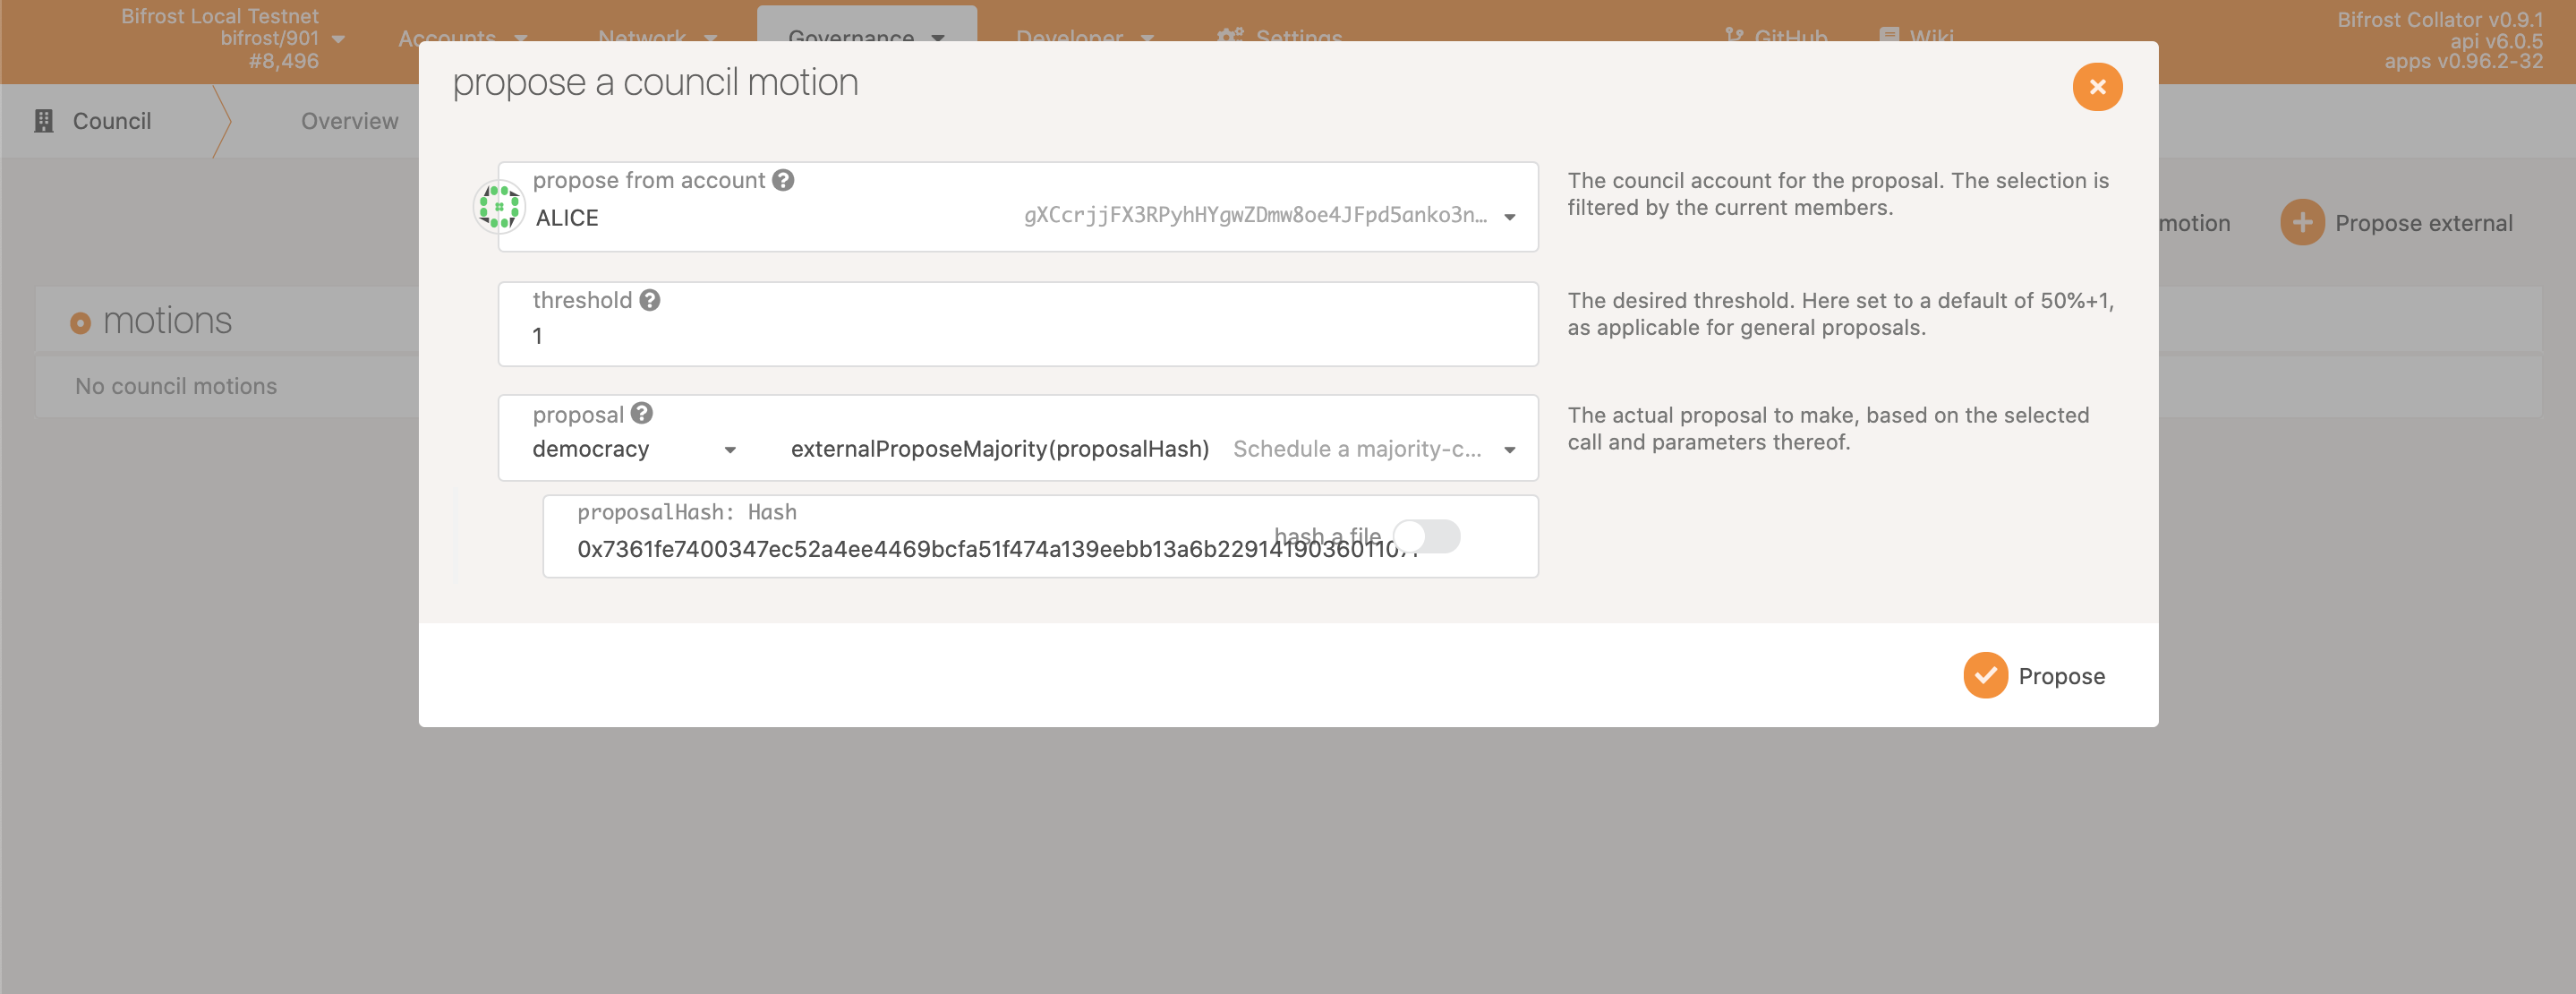 Bifrost Local Testnet
bifrost/901
#8,496
Accounts
Network
Governance
Developer
Settings
GitHub
Wiki
Bifrost Collator v0.9.1
api v6.0.5
apps v0.96.2-32
Council
Overview
propose a council motion
propose from account
ALICE
gXCcrjjFX3RPyhHYgwZDmw8oe4JFpd5anko3n...
The council account for the proposal. The selection is
filtered by the current members.
motion
Propose external
threshold
1
The desired threshold. Here set to a default of 50%+1,
as applicable for general proposals.
motions
No council motions
proposal
democracy
externalProposeMajority(proposalHash)
Schedule a majority-c...
The actual proposal to make, based on the selected
call and parameters thereof.
proposalHash: Hash
hash a file
Propose